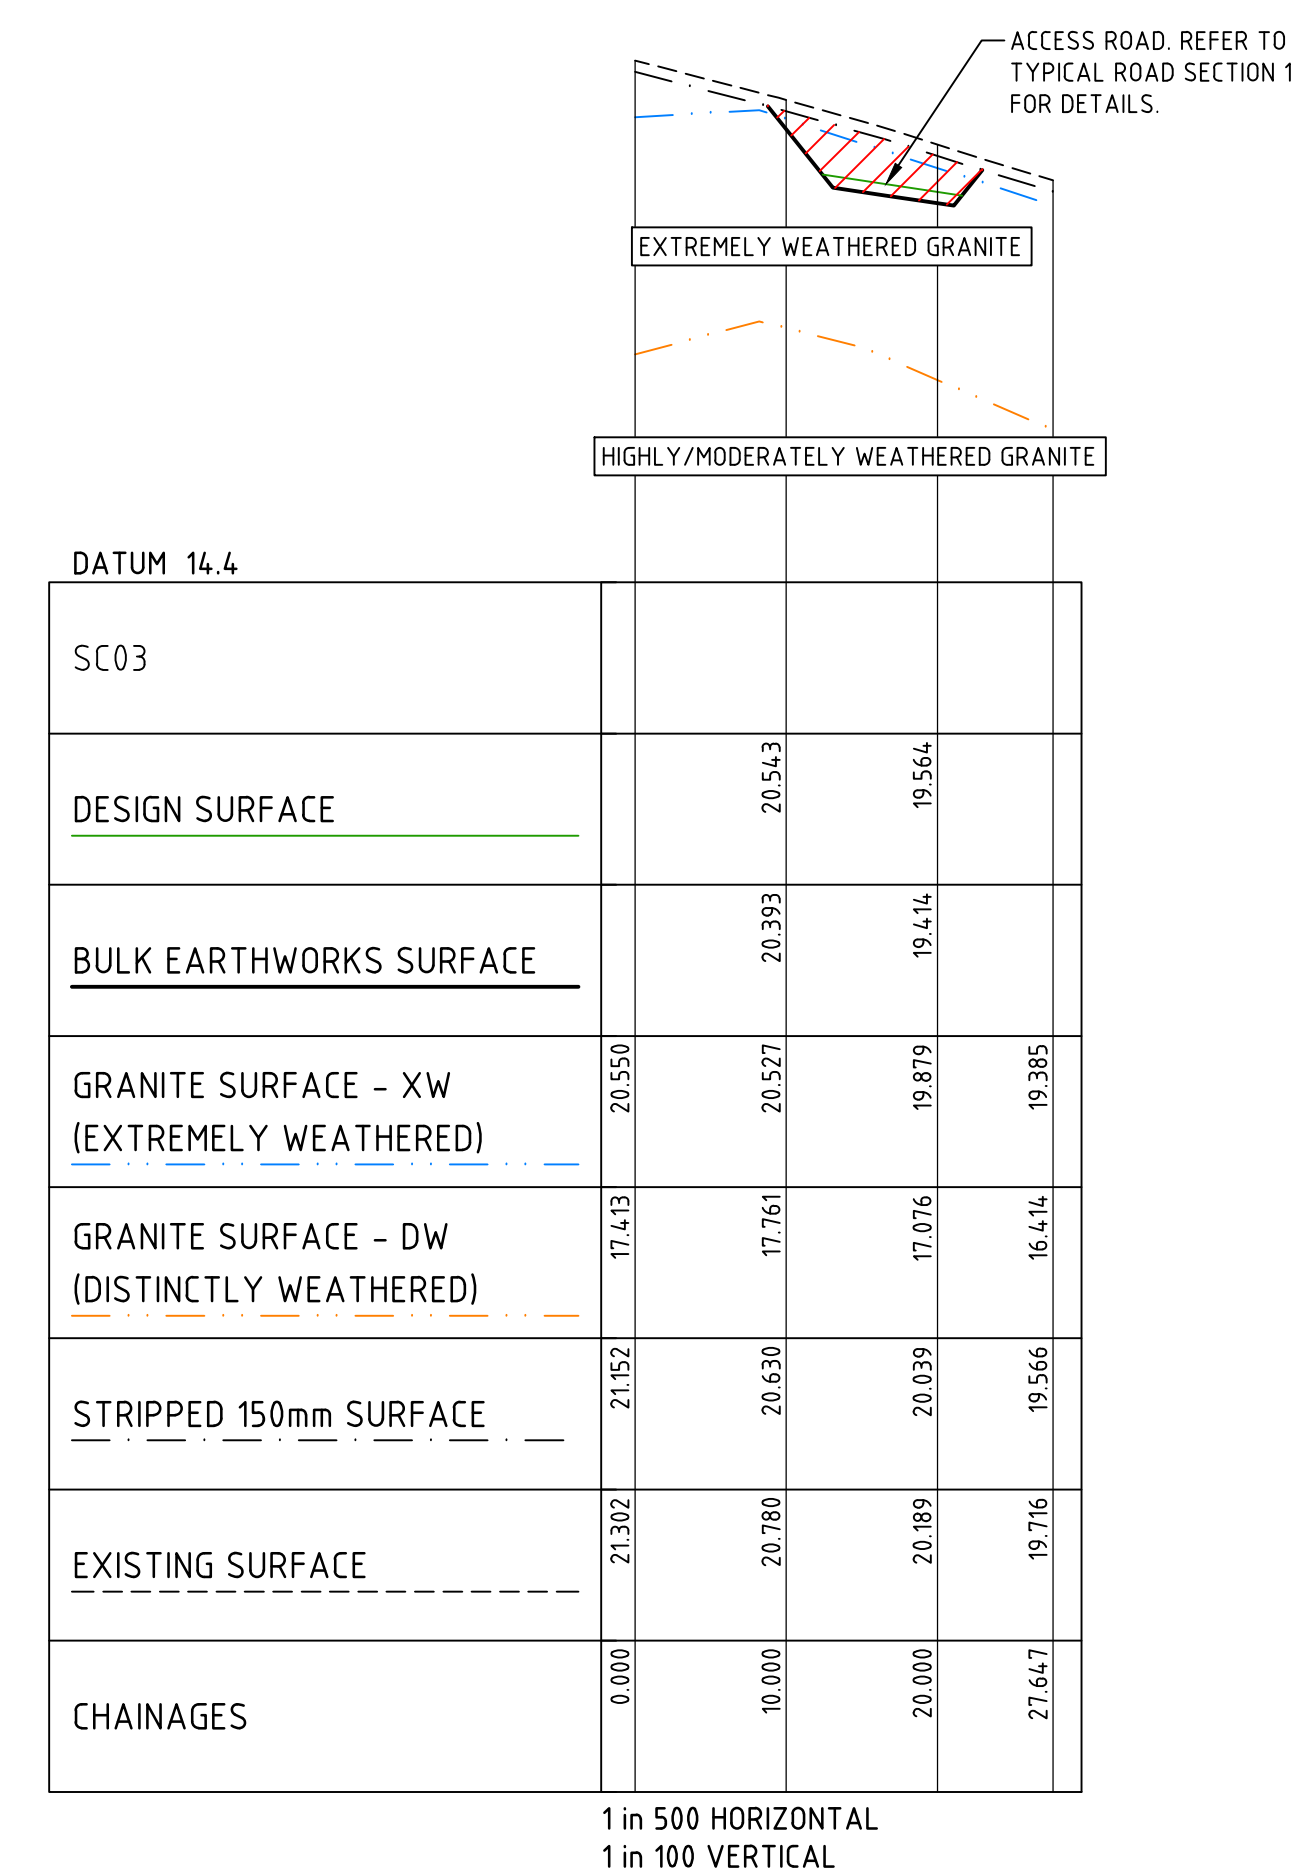 ACCESS ROAD. REFER TO
TYPICAL ROAD SECTION 1
FOR DETAILS.
EXTREMELY WEATHERED GRANITE
HIGHLY/MODERATELY WEATHERED GRANITE
DATUM 14.4
SC03
DESIGN SURFACE
20.543
19.564
BULK EARTHWORKS SURFACE
20.393
19.414
GRANITE SURFACE - XW
(EXTREMELY WEATHERED)
20.550
20.527
19.879
19.385
GRANITE SURFACE - DW
(DISTINCTLY WEATHERED)
17.413
17.761
17.076
16.414
STRIPPED 150mm SURFACE
21.152
20.630
20.039
19.566
EXISTING SURFACE
21.302
20.780
20.189
19.716
CHAINAGES
0.000
10.000
20.000
27.647
1 in 500 HORIZONTAL
1 in 100 VERTICAL